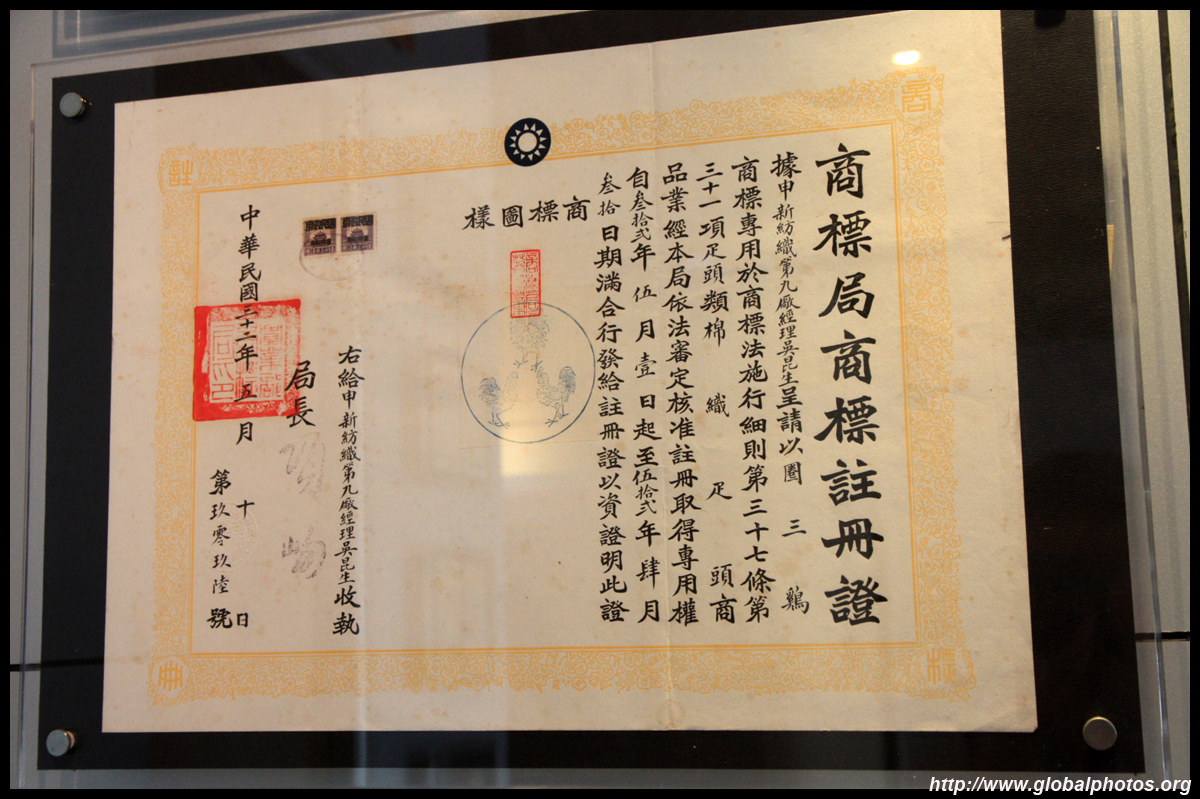 商標局商標註冊證
據申新紡織第九廠經理吳昆生呈請以圈三鷄
商標專用於商標法施行細則第三十七條第
三十一項疋頭類棉織疋頭商
品業經本局依法審定核准註冊取得專用權
自叁拾弍年伍月壹日起至伍拾弍年肆月
叁拾日期滿合行發給註冊證以資證明此證
商標圖樣
右給申新紡織第九廠經理吳昆生收執
局長
中華民國三十二年五月十日
第玖零玖陸號
http://www.globalphotos.org